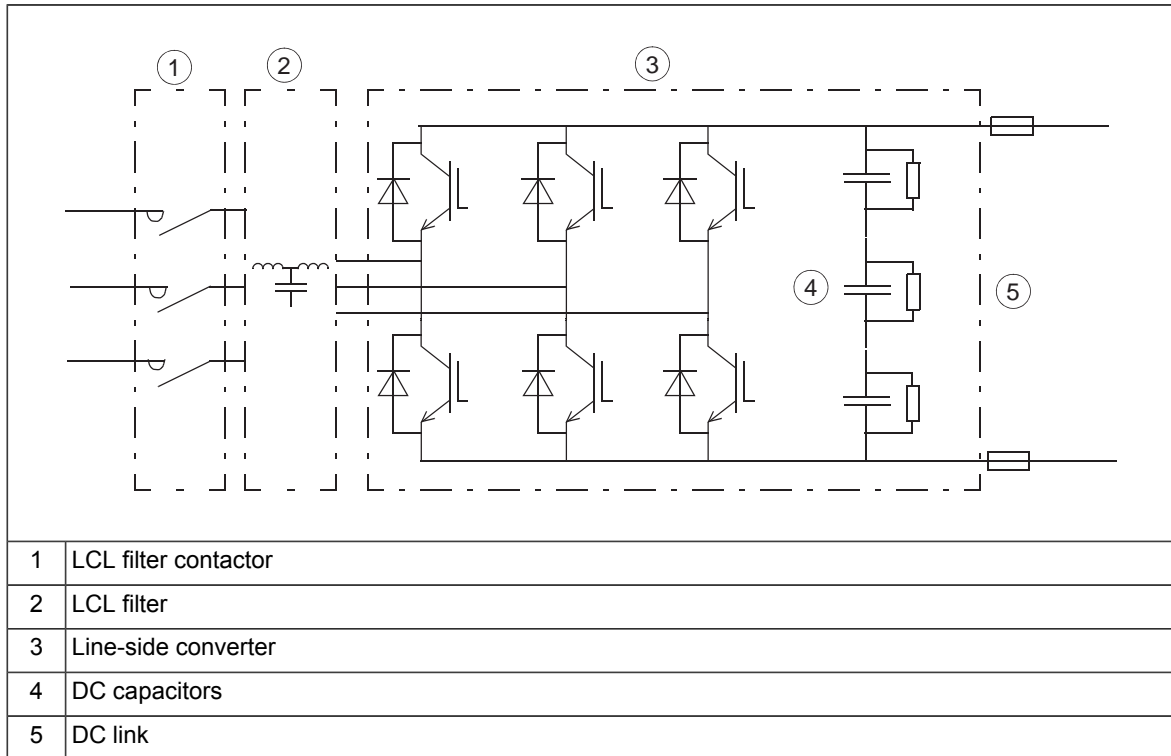 1
2
3
4
5
1 LCL filter contactor
2 LCL filter
3 Line-side converter
4 DC capacitors
5 DC link